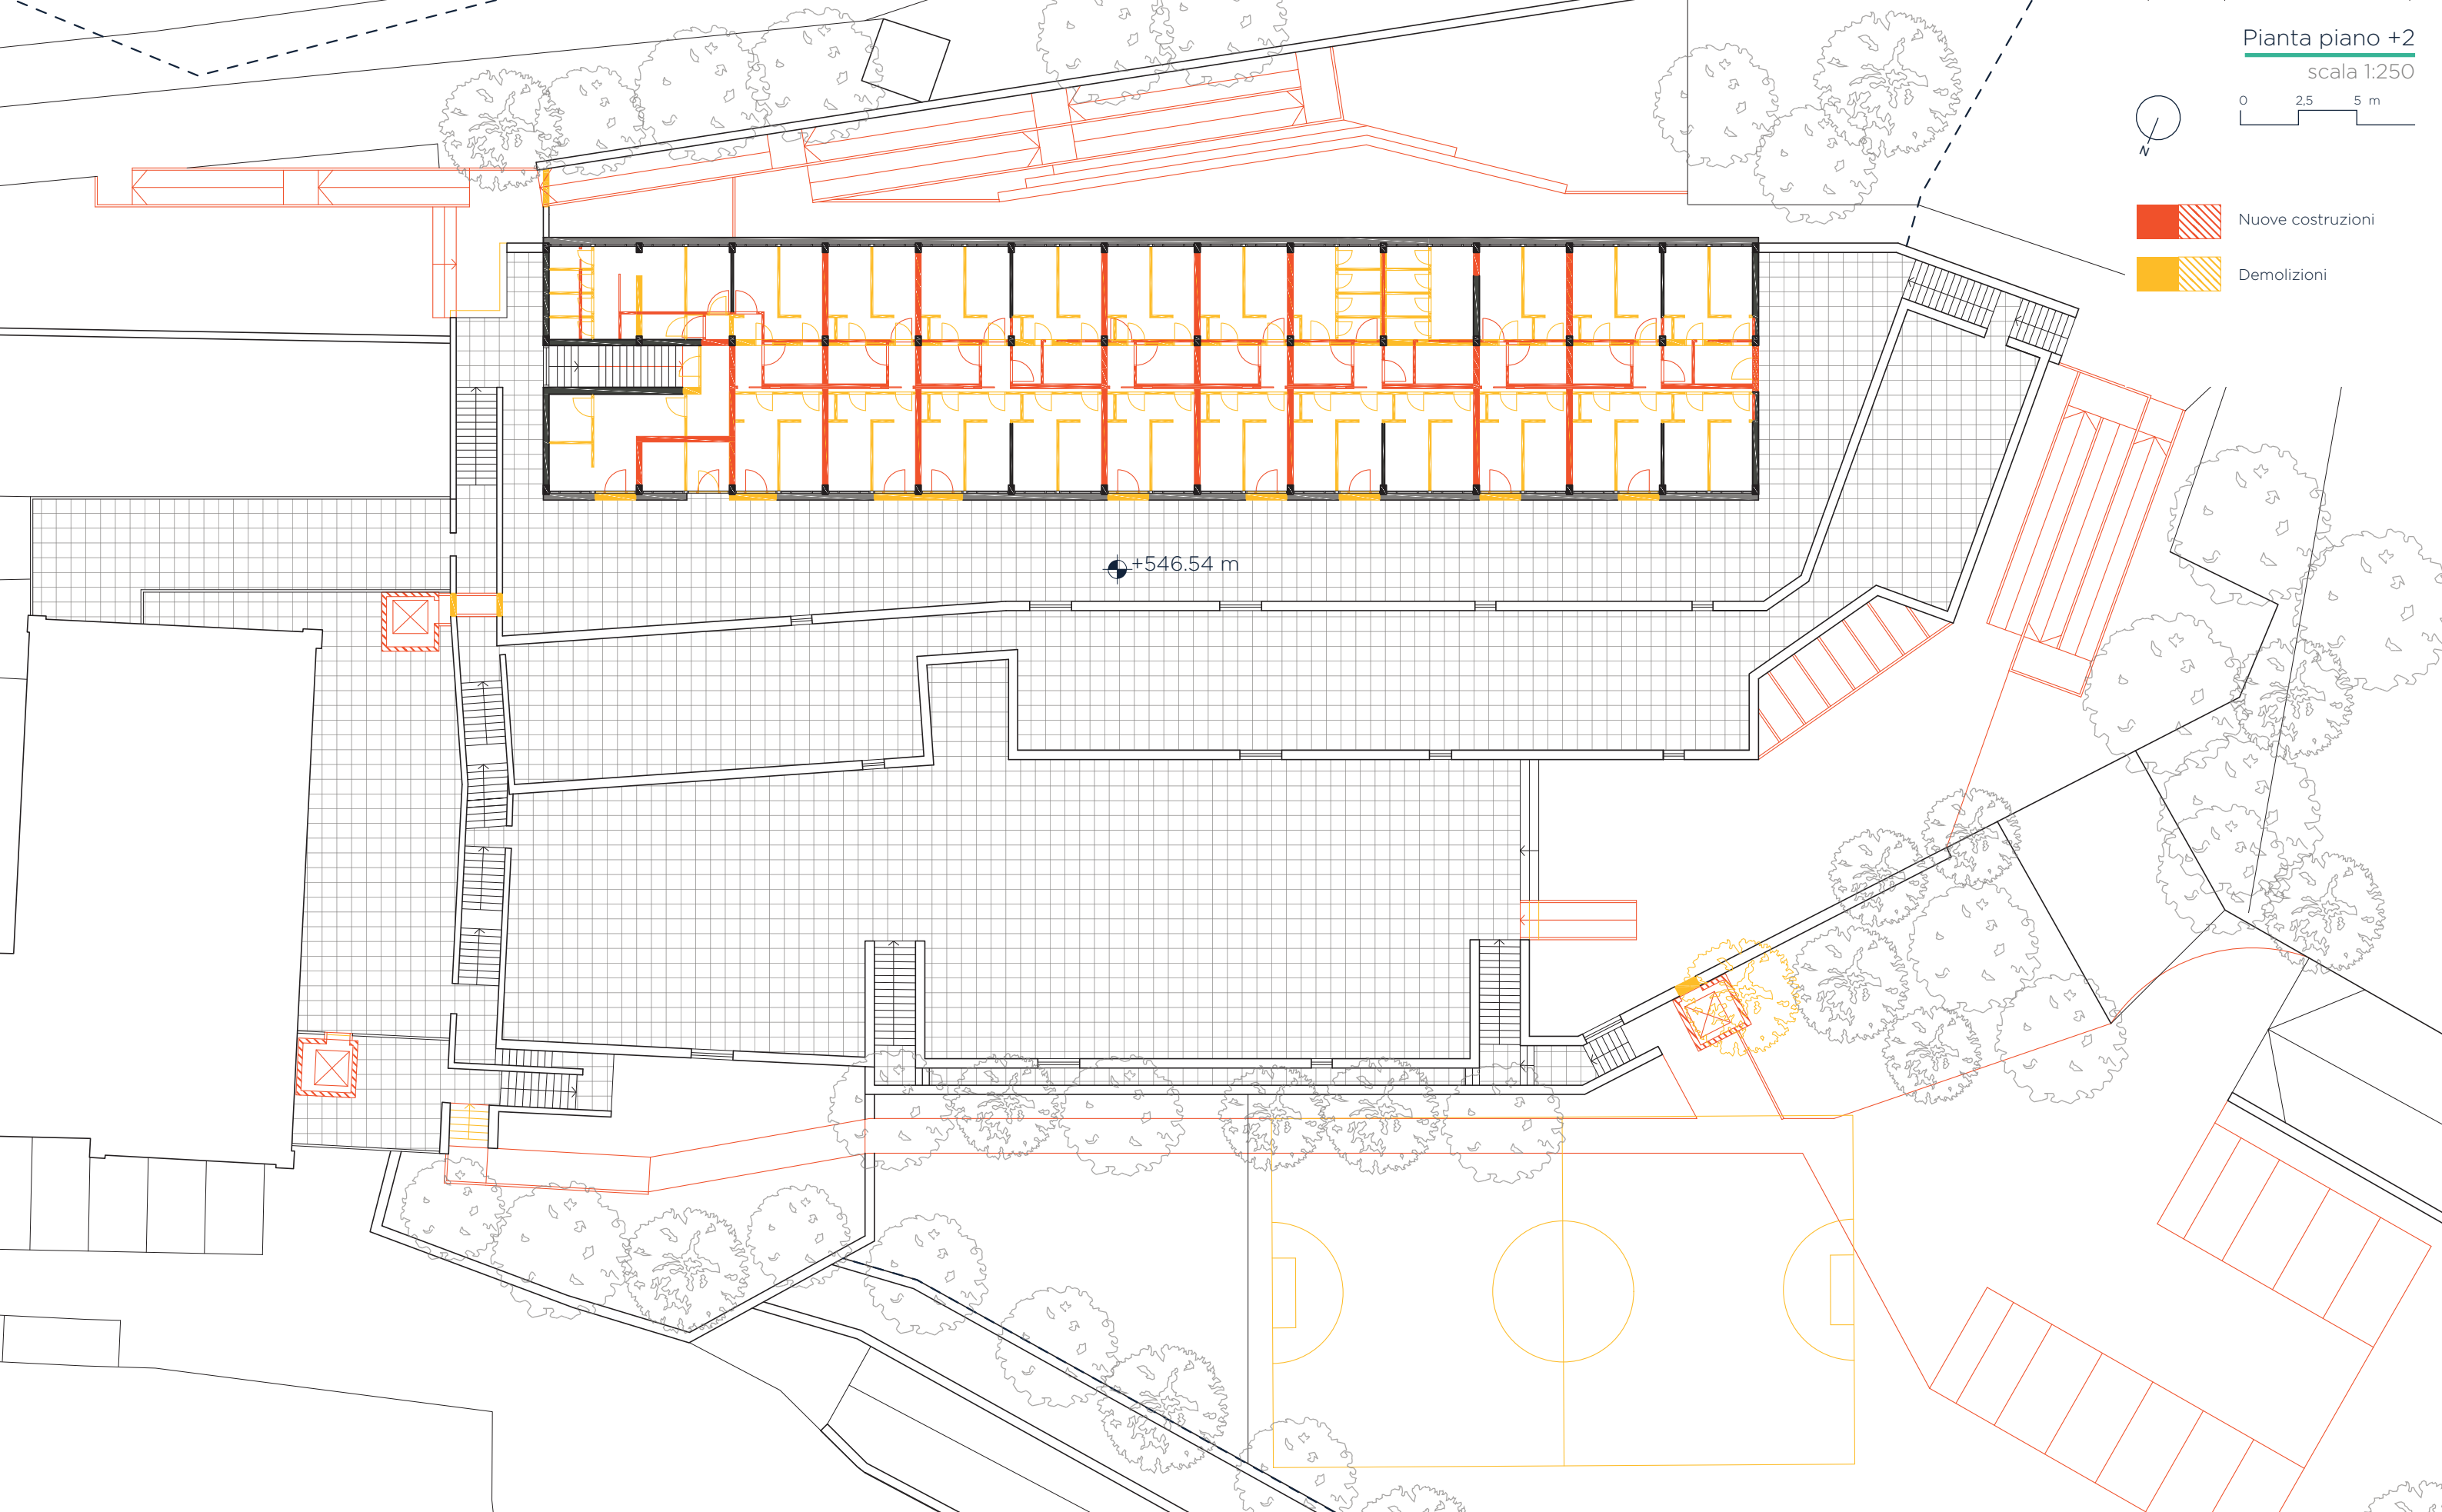 Pianta piano +2
scala 1:250
0 2,5 5 m
N
Nuove costruzioni
Demolizioni
+546.54 m